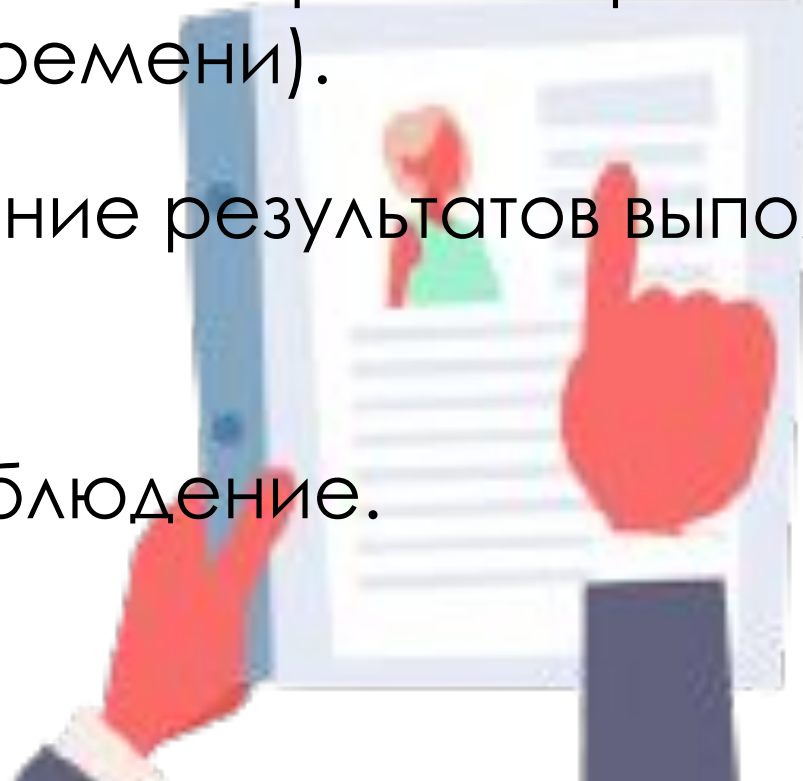 ремени).
ние результатов выпо
блюдение.